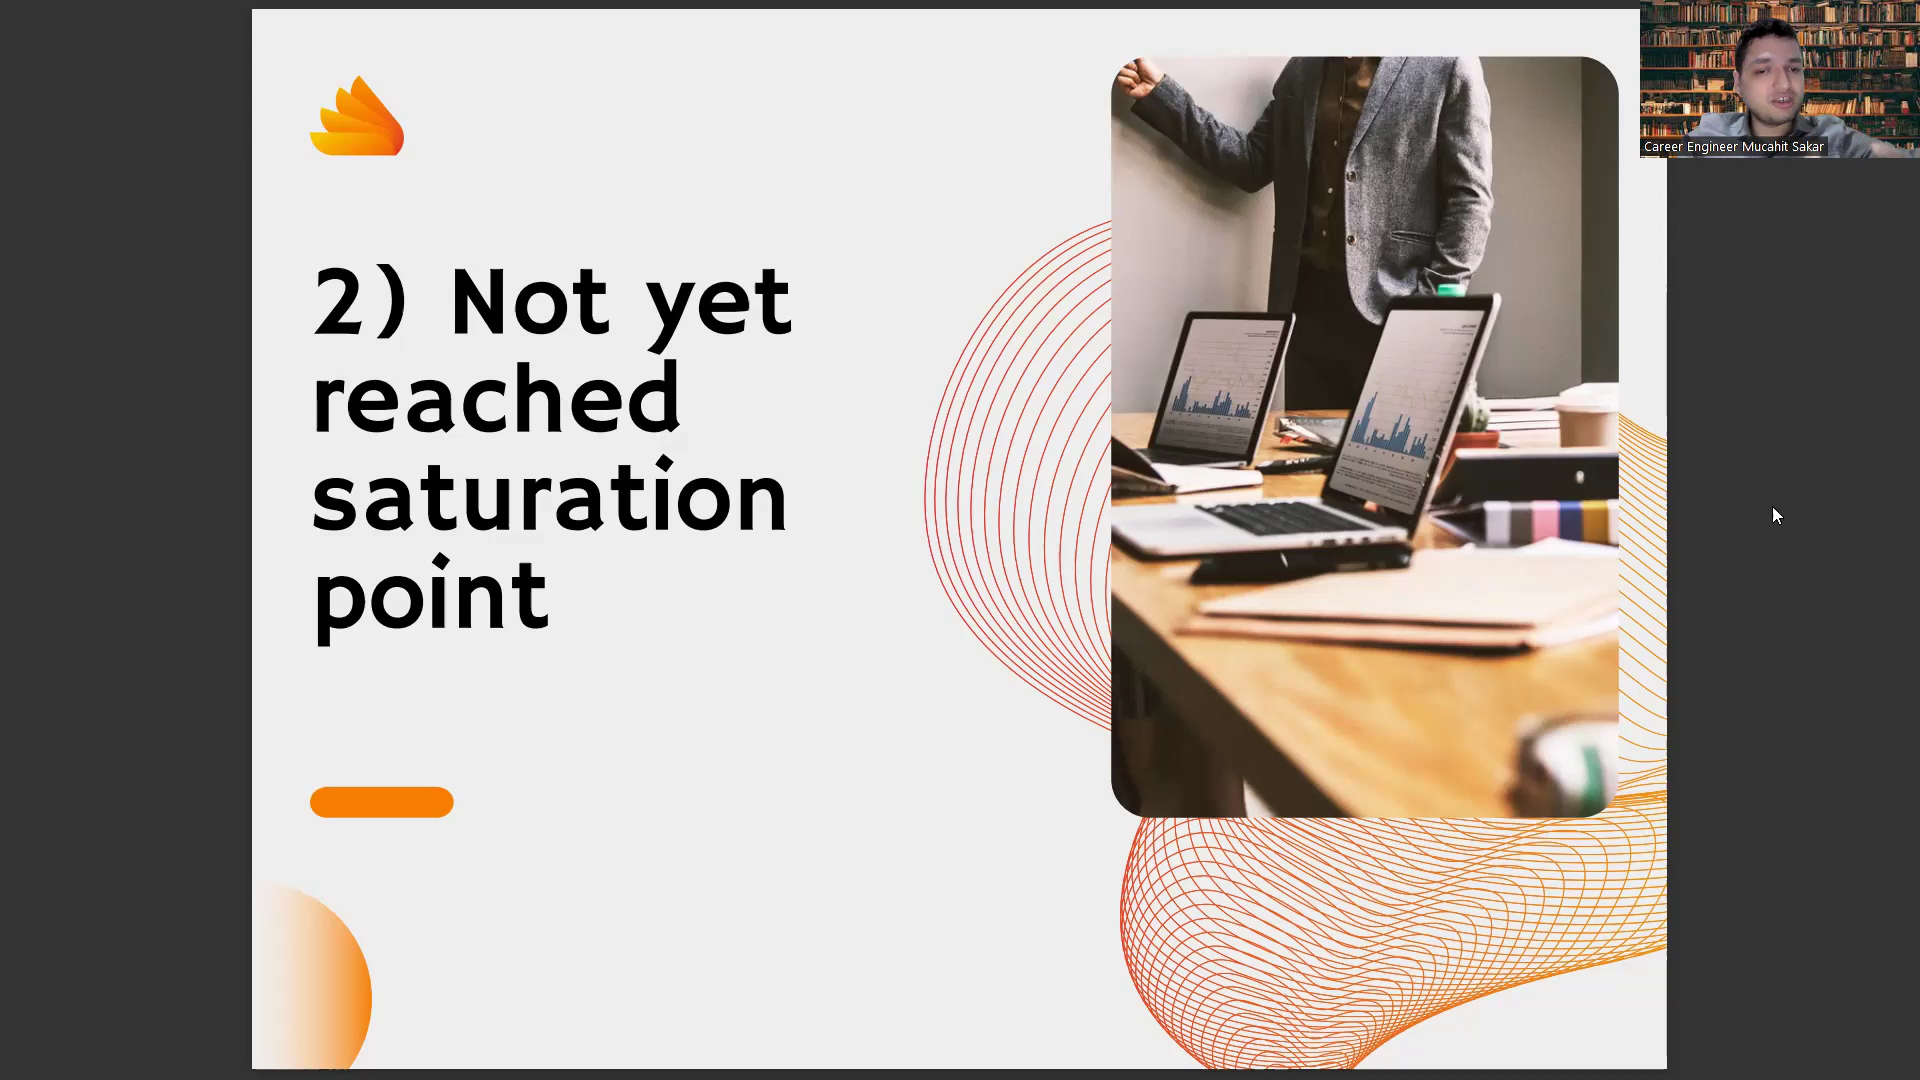 2) Not yet
reached
saturation
point
Career Engineer Mucahit Sakar